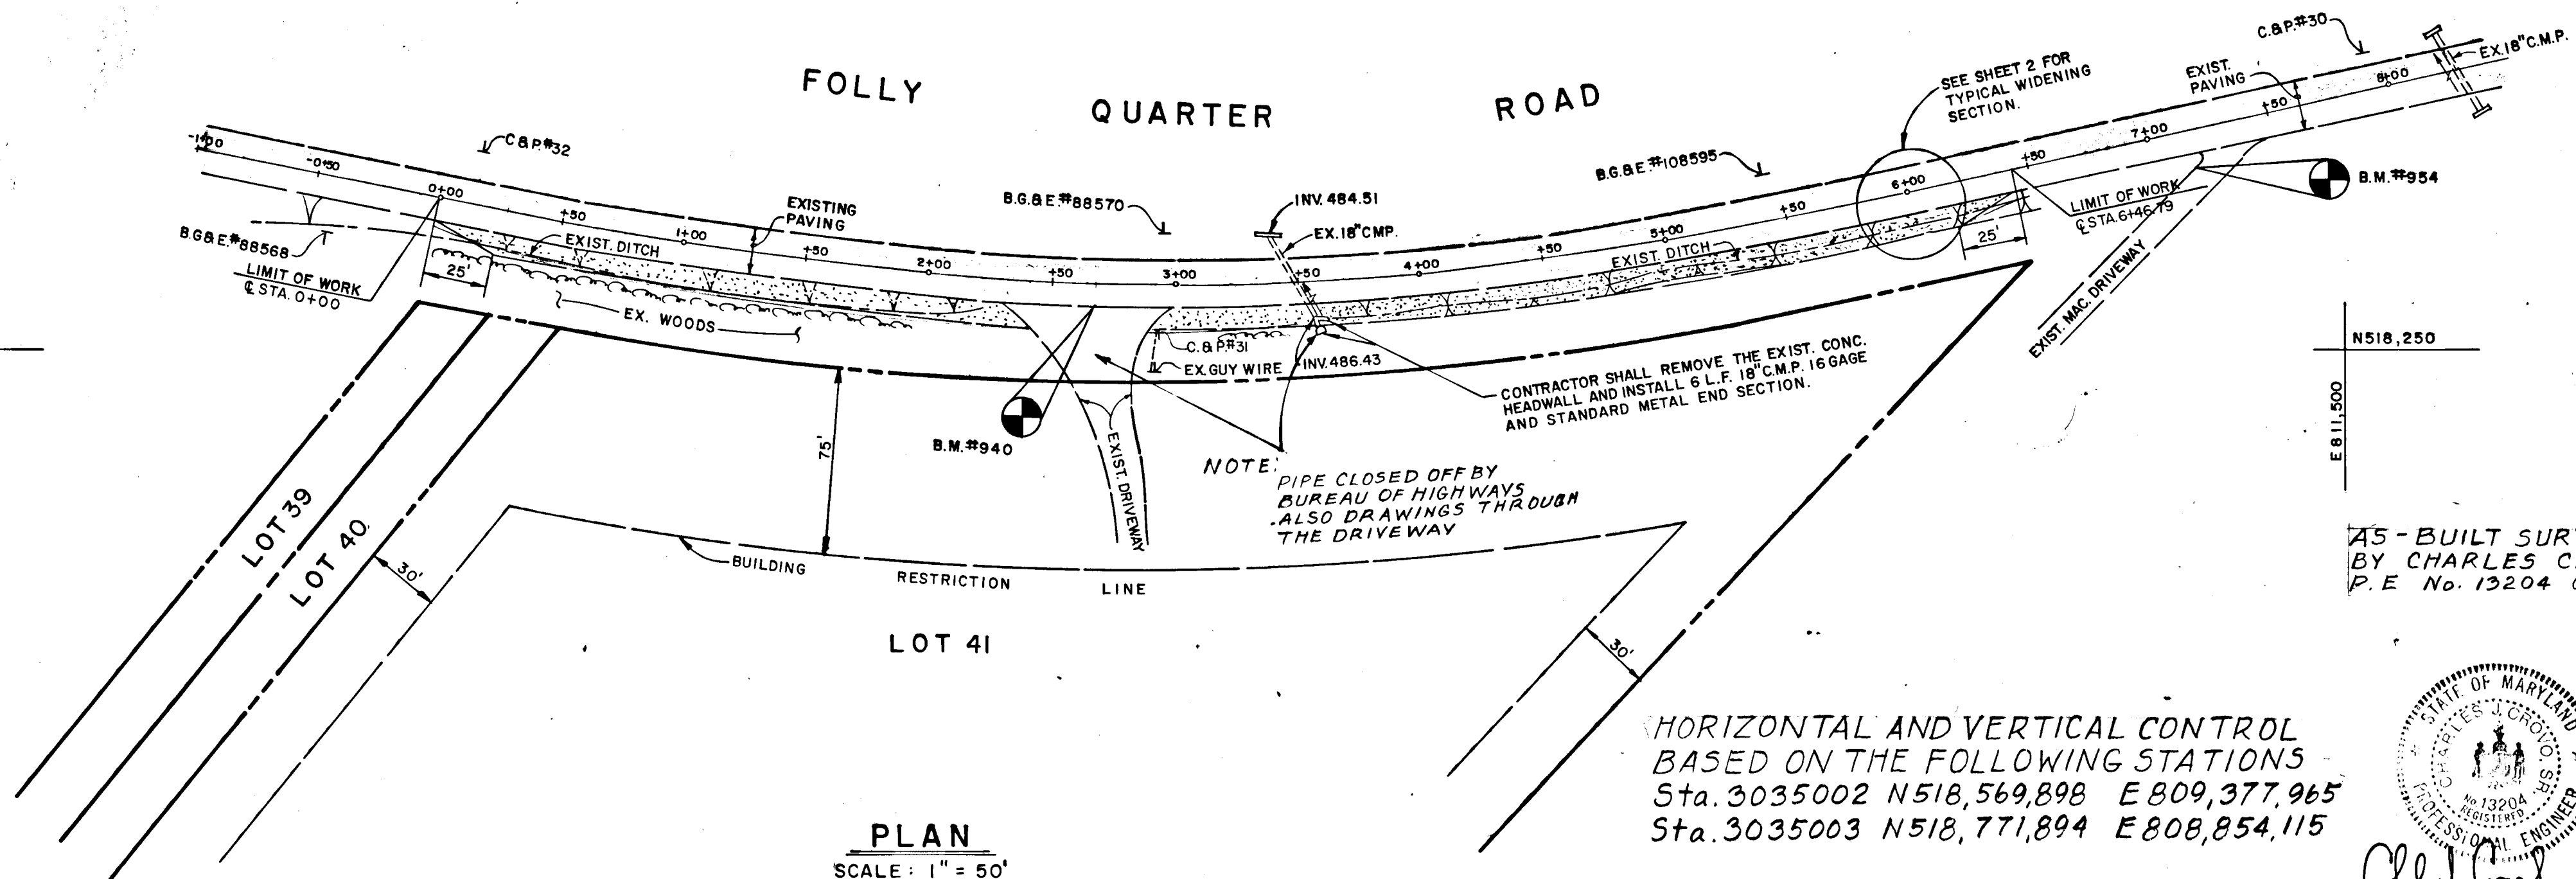 FOLLY QUARTER ROAD
C.&P.#30
EX.18"C.M.P.
SEE SHEET 2 FOR
TYPICAL WIDENING
SECTION.
EXIST.
PAVING
8+00
+50
7+00
+50
6+00
+50
5+00
+50
4+00
+50
3+00
+50
2+00
+50
1+00
+50
0+00
-0+50
-1+00
C&P.#32
B.G.&E.#88568
LIMIT OF WORK
℄ STA. 0+00
25'
EXIST. DITCH
EXISTING
PAVING
EX. WOODS
B.G.&E.#88570
INV. 484.51
EX.18"CMP.
B.G.&E.#108595
EXIST. DITCH
25'
LIMIT OF WORK
℄ STA. 6+46.79
B.M.#954
EXIST. MAC. DRIVEWAY
C.&P.#31
EX. GUY WIRE
INV. 486.43
CONTRACTOR SHALL REMOVE THE EXIST. CONC.
HEADWALL AND INSTALL 6 L.F. 18"C.M.P. 16 GAGE
AND STANDARD METAL END SECTION.
N518,250
E811,500
B.M.#940
EXIST. DRIVEWAY
75'
NOTE:
PIPE CLOSED OFF BY
BUREAU OF HIGHWAYS
.ALSO DRAWINGS THROUGH
THE DRIVEWAY
LOT 39
LOT 40
30'
BUILDING RESTRICTION LINE
LOT 41
30'
AS-BUILT SUR
BY CHARLES C
P.E No. 13204
HORIZONTAL AND VERTICAL CONTROL
BASED ON THE FOLLOWING STATIONS
Sta. 3035002 N518,569,898 E809,377,965
Sta. 3035003 N518,771,894 E808,854,115
STATE OF MARYLAND
CHARLES J. CROVO, SR.
No. 13204
REGISTERED
PROFESSIONAL ENGINEER
PLAN
SCALE: 1" = 50'